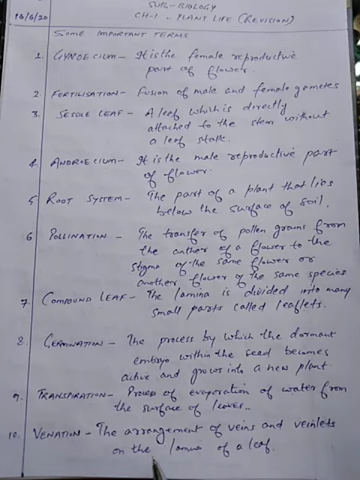 SUB:- BIOLOGY
16/6/20 CH-1 - PLANT LIFE (REVISION)
SOME IMPORTANT TERMS
1. GYNOECIUM - It is the female reproductive
part of flower.
2. FERTILISATION - Fusion of male and female gametes
3. SESSILE LEAF - A leaf which is directly
attached to the stem without
a leaf stalk.
4. ANDROECIUM - It is the male reproductive part
of flower.
5 ROOT SYSTEM - The part of a plant that lies
below the surface of soil.
6 POLLINATION - The transfer of pollen grains from
the anther of a flower to the
stigma of the same flower or
another flower of the same species
7. COMPOUND LEAF - The lamina is divided into many
small parts called leaflets.
8. GERMINATION - The process by which the dormant
embryo within the seed becomes
active and grows into a new plant.
9. TRANSPIRATION - Process of evaporation of water from
the surface of leaves..
10. VENATION - The arrangement of veins and veinlets
on the lamina of a leaf.